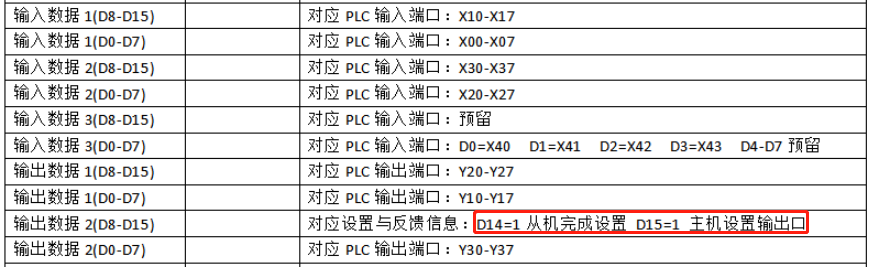 输入数据 1(D8-D15) 对应 PLC 输入端口：X10-X17
输入数据 1(D0-D7) 对应 PLC 输入端口：X00-X07
输入数据 2(D8-D15) 对应 PLC 输入端口：X30-X37
输入数据 2(D0-D7) 对应 PLC 输入端口：X20-X27
输入数据 3(D8-D15) 对应 PLC 输入端口：预留
输入数据 3(D0-D7) 对应 PLC 输入端口：D0=X40 D1=X41 D2=X42 D3=X43 D4-D7 预留
输出数据 1(D8-D15) 对应 PLC 输出端口：Y20-Y27
输出数据 1(D0-D7) 对应 PLC 输出端口：Y10-Y17
输出数据 2(D8-D15) 对应设置与反馈信息：D14=1 从机完成设置 D15=1 主机设置输出口
输出数据 2(D0-D7) 对应 PLC 输出端口：Y30-Y37